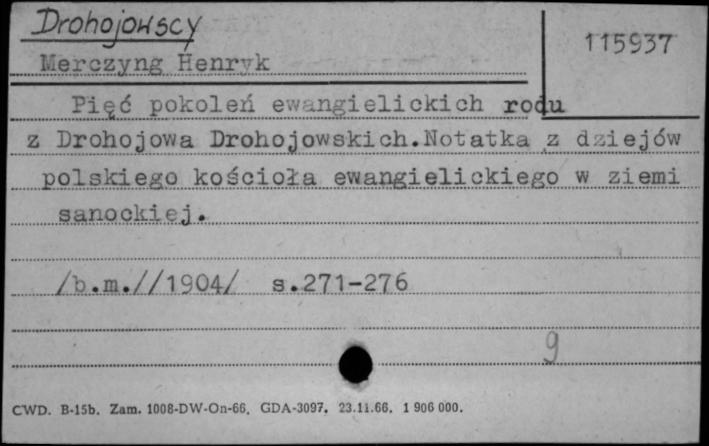 Drohojowscy
115937
Merczyng Henryk
Pięć pokoleń ewangielickich rodu
z Drohojowa Drohojowskich.Notatka z dziejów
polskiego kościoła ewangielickiego w ziemi
sanockiej.
/b.m.//1904/ s.271-276
9
CWD. B-15b. Zam. 1008-DW-On-66. GDA-3097. 23.11.66. 1 906 000.